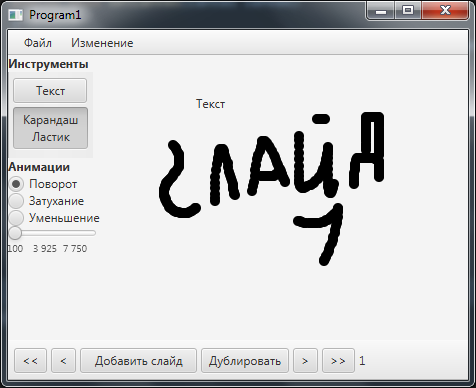 Program1
Файл Изменение
Инструменты
Текст
Карандаш
Ластик
Текст
СЛАЙД
1
Анимации
Поворот
Затухание
Уменьшение
100 3 925 7 750
<< < Добавить слайд Дублировать > >> 1